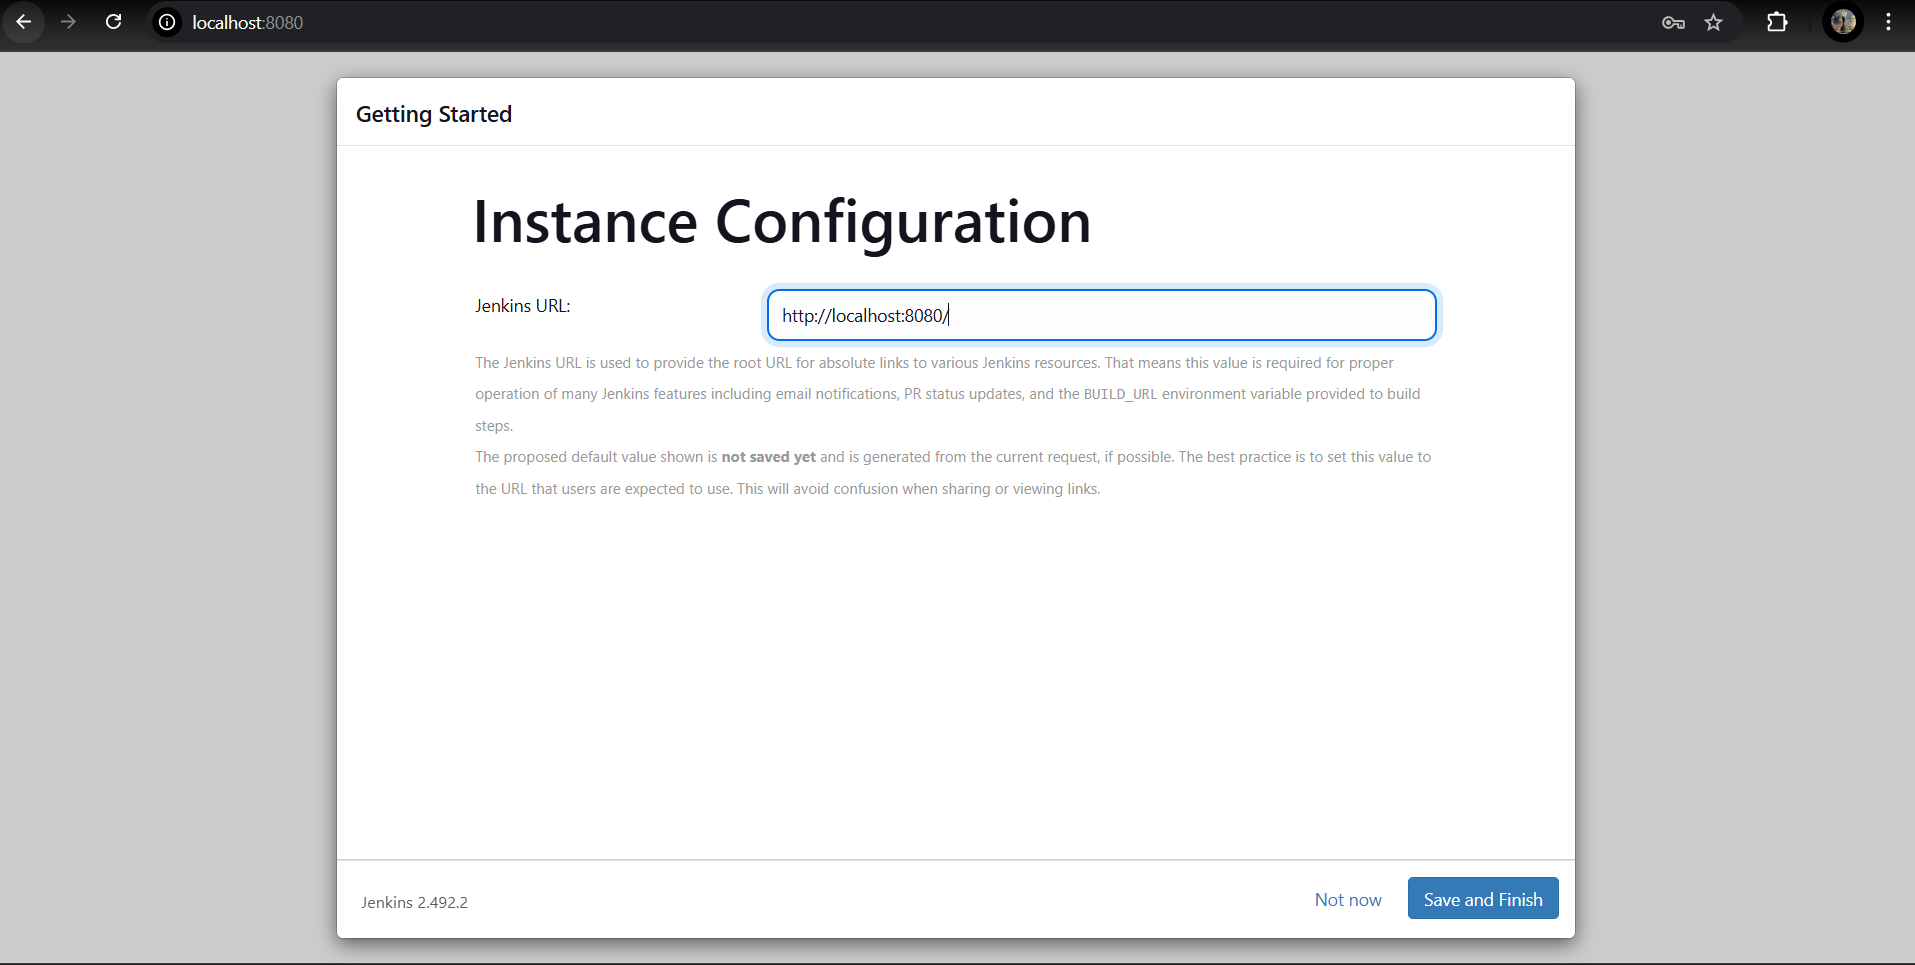 localhost:8080
Getting Started
Instance Configuration
Jenkins URL:
http://localhost:8080/
The Jenkins URL is used to provide the root URL for absolute links to various Jenkins resources. That means this value is required for proper
operation of many Jenkins features including email notifications, PR status updates, and the BUILD_URL environment variable provided to build
steps.
The proposed default value shown is not saved yet and is generated from the current request, if possible. The best practice is to set this value to
the URL that users are expected to use. This will avoid confusion when sharing or viewing links.
Jenkins 2.492.2
Not now
Save and Finish